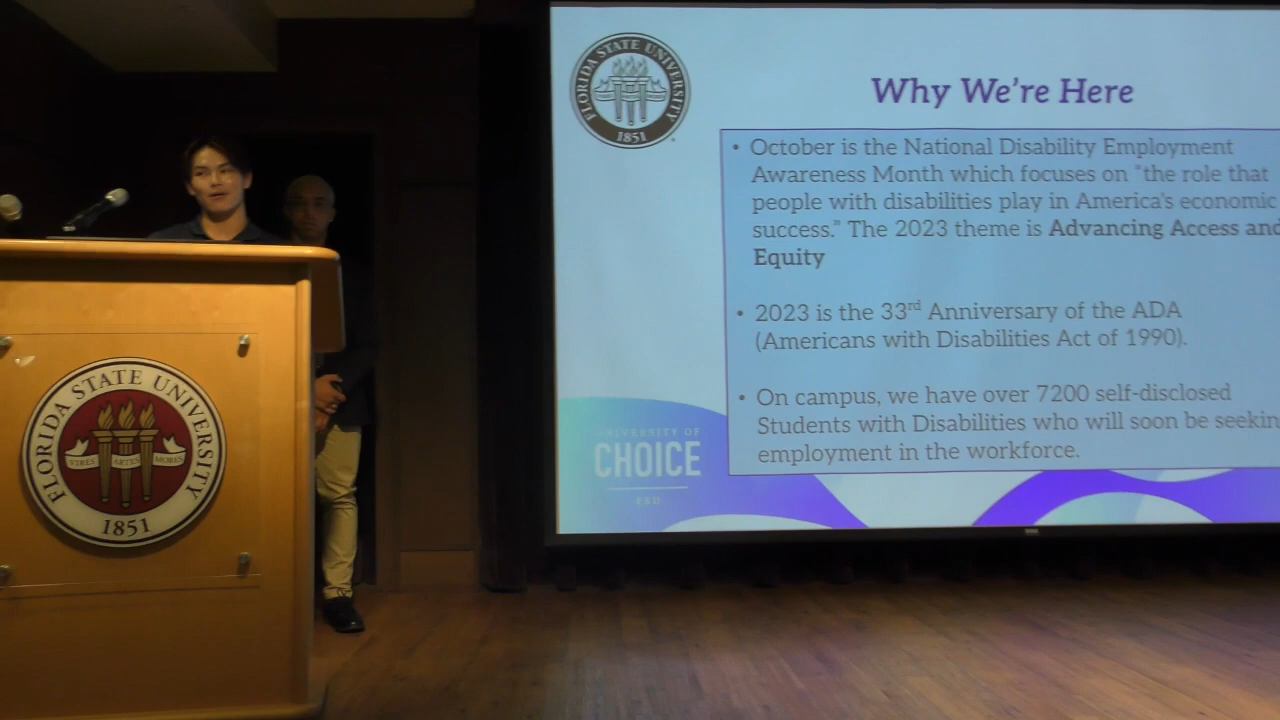 FLORIDA STATE UNIVERSITY
1851
Why We're Here
• October is the National Disability Employment
Awareness Month which focuses on "the role that
people with disabilities play in America's economic
success." The 2023 theme is Advancing Access and
Equity
• 2023 is the 33rd Anniversary of the ADA
(Americans with Disabilities Act of 1990).
• On campus, we have over 7200 self-disclosed
Students with Disabilities who will soon be seekin
employment in the workforce.
UNIVERSITY OF
CHOICE
FSU
FLORIDA STATE UNIVERSITY
VIRES ARTES MORES
1851